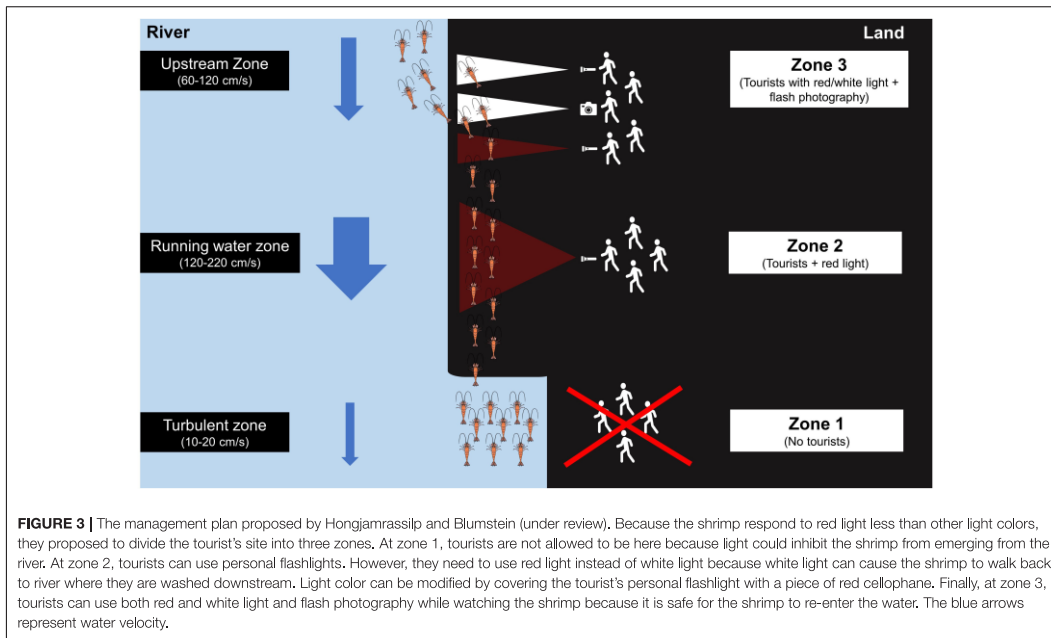 River
Land
Upstream Zone
(60-120 cm/s)
Zone 3
(Tourists with red/white light +
flash photography)
Running water zone
(120-220 cm/s)
Zone 2
(Tourists + red light)
Turbulent zone
(10-20 cm/s)
Zone 1
(No tourists)
FIGURE 3 | The management plan proposed by Hongjamrassilp and Blumstein (under review). Because the shrimp respond to red light less than other light colors,
they proposed to divide the tourist's site into three zones. At zone 1, tourists are not allowed to be here because light could inhibit the shrimp from emerging from the
river. At zone 2, tourists can use personal flashlights. However, they need to use red light instead of white light because white light can cause the shrimp to walk back
to river where they are washed downstream. Light color can be modified by covering the tourist's personal flashlight with a piece of red cellophane. Finally, at zone 3,
tourists can use both red and white light and flash photography while watching the shrimp because it is safe for the shrimp to re-enter the water. The blue arrows
represent water velocity.